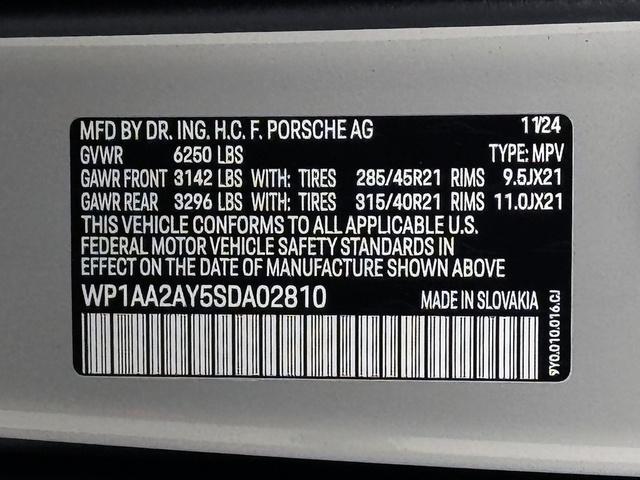 MFD BY DR. ING. H.C. F. PORSCHE AG 11/24
GVWR 6250 LBS TYPE: MPV
GAWR FRONT 3142 LBS WITH: TIRES 285/45R21 RIMS 9.5JX21
GAWR REAR 3296 LBS WITH: TIRES 315/40R21 RIMS 11.0JX21
THIS VEHICLE CONFORMS TO ALL APPLICABLE U.S.
FEDERAL MOTOR VEHICLE SAFETY STANDARDS IN
EFFECT ON THE DATE OF MANUFACTURE SHOWN ABOVE
WP1AA2AY5SDA02810 MADE IN SLOVAKIA
9Y0.010.016.CJ